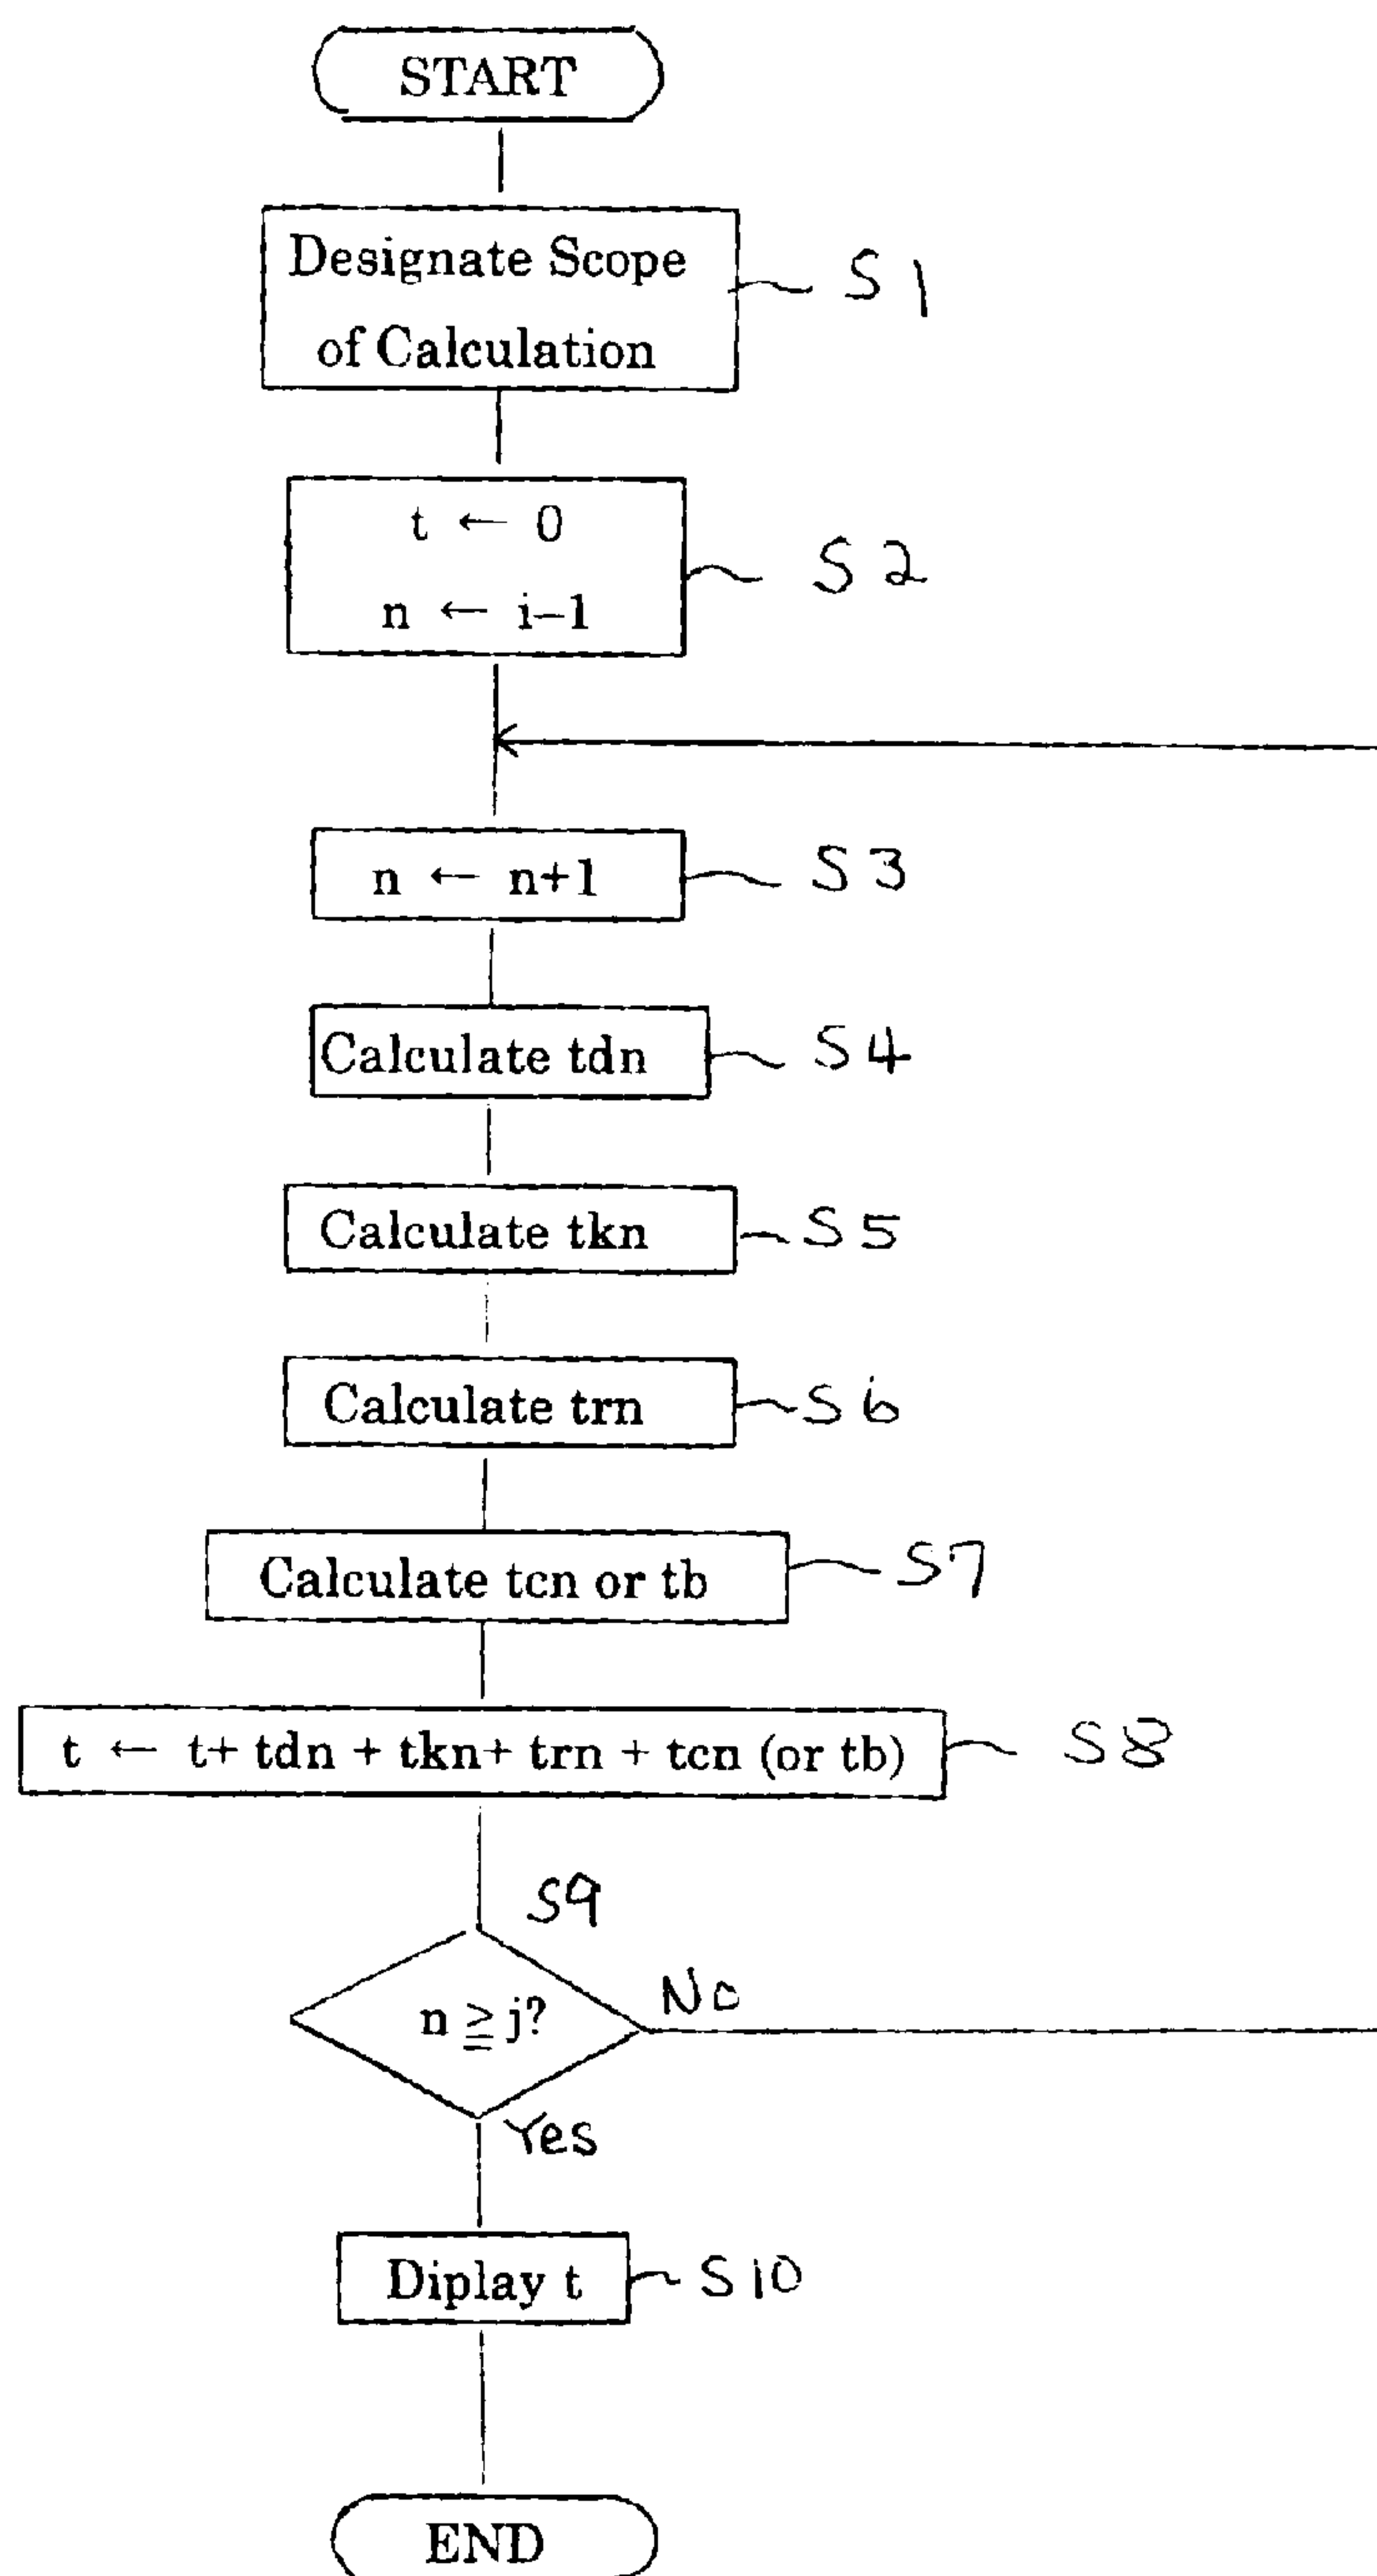 START
Designate Scope
of Calculation
S1
t ← 0
n ← i–1
S2
n ← n+1
S3
Calculate tdn
S4
Calculate tkn
S5
Calculate trn
S6
Calculate tcn or tb
S7
t ← t+ tdn + tkn+ trn + tcn (or tb)
S8
S9
n ≧ j?
No
Yes
Diplay t
S10
END